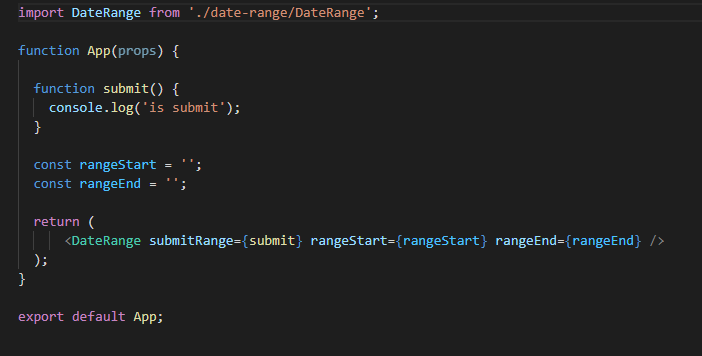 import DateRange from './date-range/DateRange';
function App(props) {
function submit() {
console.log('is submit');
}
const rangeStart = '';
const rangeEnd = '';
return (
<DateRange submitRange={submit} rangeStart={rangeStart} rangeEnd={rangeEnd} />
);
}
export default App;